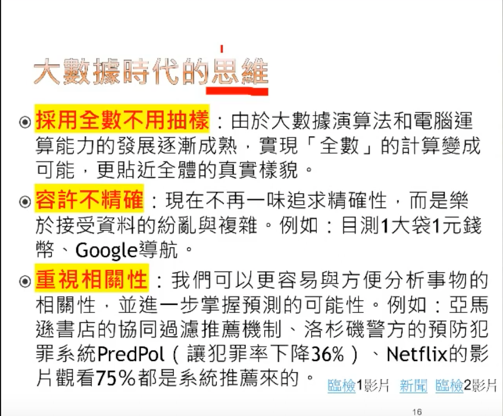 大數據時代的思維
採用全數不用抽樣：由於大數據演算法和電腦運
算能力的發展逐漸成熟，實現「全數」的計算變成
可能，更貼近全體的真實樣貌。
容許不精確：現在不再一味追求精確性，而是樂
於接受資料的紛亂與複雜。例如：目測1大袋1元錢
幣、Google導航。
重視相關性：我們可以更容易與方便分析事物的
相關性，並進一步掌握預測的可能性。例如：亞馬
遜書店的協同過濾推薦機制、洛杉磯警方的預防犯
罪系統PredPol（讓犯罪率下降36%）、Netflix的影
片觀看75%都是系統推薦來的。
臨檢1影片 新聞 臨檢2影片
16